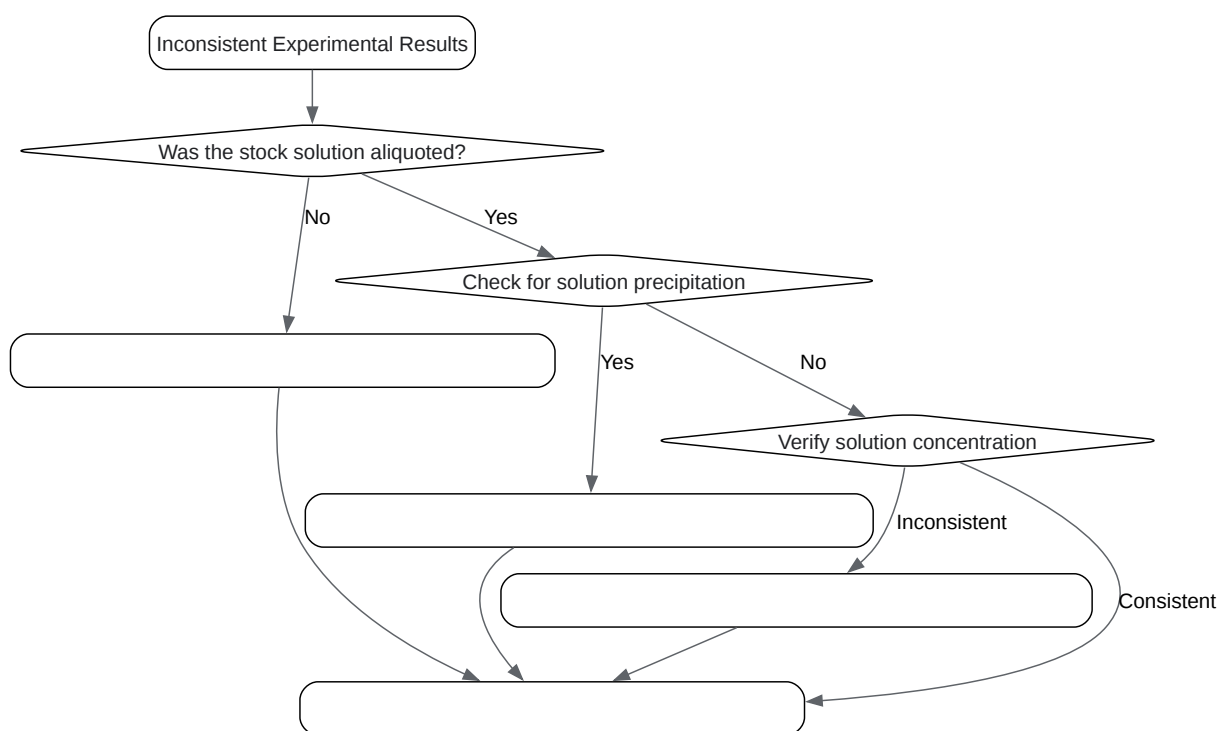 Inconsistent Experimental Results
Was the stock solution aliquoted?
No
Yes
Check for solution precipitation
Yes
No
Verify solution concentration
Inconsistent
Consistent